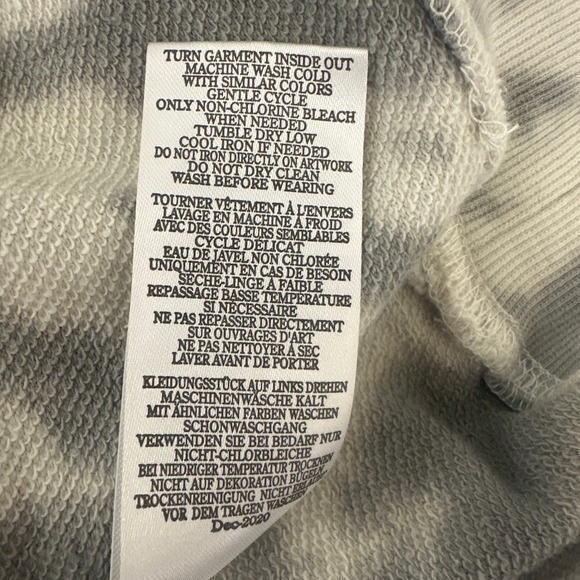 TURN GARMENT INSIDE OUT
MACHINE WASH COLD
WITH SIMILAR COLORS
GENTLE CYCLE
ONLY NON-CHLORINE BLEACH
WHEN NEEDED
TUMBLE DRY LOW
COOL IRON IF NEEDED
DO NOT IRON DIRECTLY ON ARTWORK
DO NOT DRY CLEAN
WASH BEFORE WEARING
TOURNER VÊTEMENT À L'ENVERS
LAVAGE EN MACHINE À FROID
AVEC DES COULEURS SEMBLABLES
CYCLE DÉLICAT
EAU DE JAVEL NON CHLORÉE
UNIQUEMENT EN CAS DE BESOIN
SÈCHE-LINGE À FAIBLE
REPASSAGE BASSE TEMPÉRATURE
SI NÉCESSAIRE
NE PAS REPASSER DIRECTEMENT
SUR OUVRAGES D'ART
NE PAS NETTOYER À SEC
LAVER AVANT DE PORTER
KLEIDUNGSSTÜCK AUF LINKS DREHEN
MASCHINENWÄSCHE KALT
MIT ÄHNLICHEN FARBEN WASCHEN
SCHONWASCHGANG
VERWENDEN SIE BEI BEDARF NUR
NICHT-CHLORBLEICHE
BEI NIEDRIGER TEMPERATUR TROCKNEN
NICHT AUF DEKORATION BÜGELN
TROCKENREINIGUNG NICHT
VOR DEM TRAGEN WASCHEN
Dec-2020